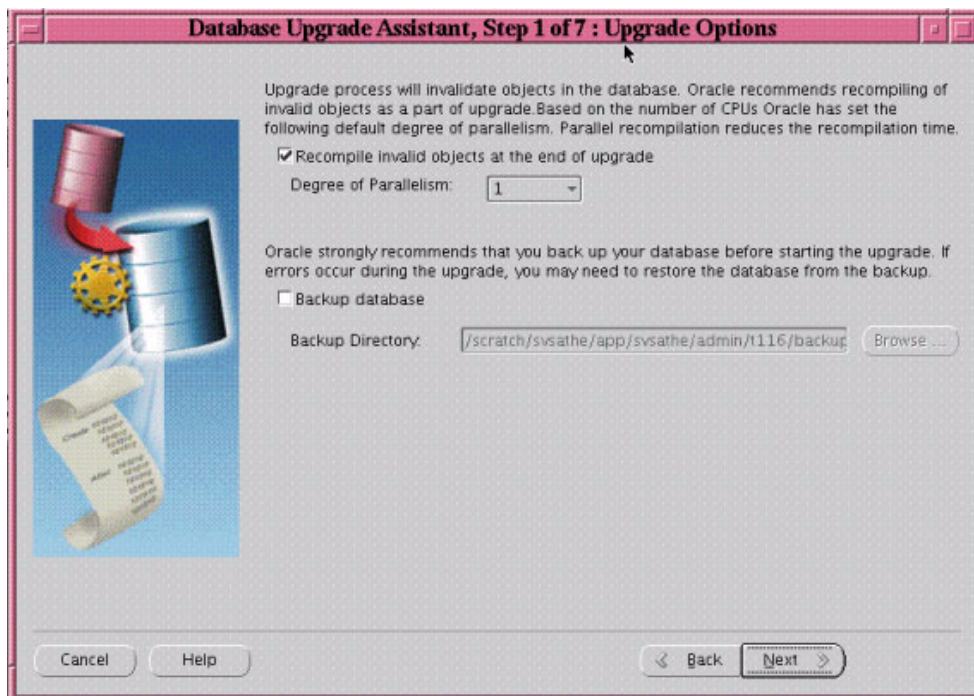 Database Upgrade Assistant, Step 1 of 7 : Upgrade Options
Upgrade process will invalidate objects in the database. Oracle recommends recompiling of
invalid objects as a part of upgrade.Based on the number of CPUs Oracle has set the
following default degree of parallelism. Parallel recompilation reduces the recompilation time.
Recompile invalid objects at the end of upgrade
Degree of Parallelism: 1
Oracle strongly recommends that you back up your database before starting the upgrade. If
errors occur during the upgrade, you may need to restore the database from the backup.
Backup database
Backup Directory: /scratch/svsathe/app/svsathe/admin/t116/backup Browse ...
Create
Alter
Cancel Help Back Next